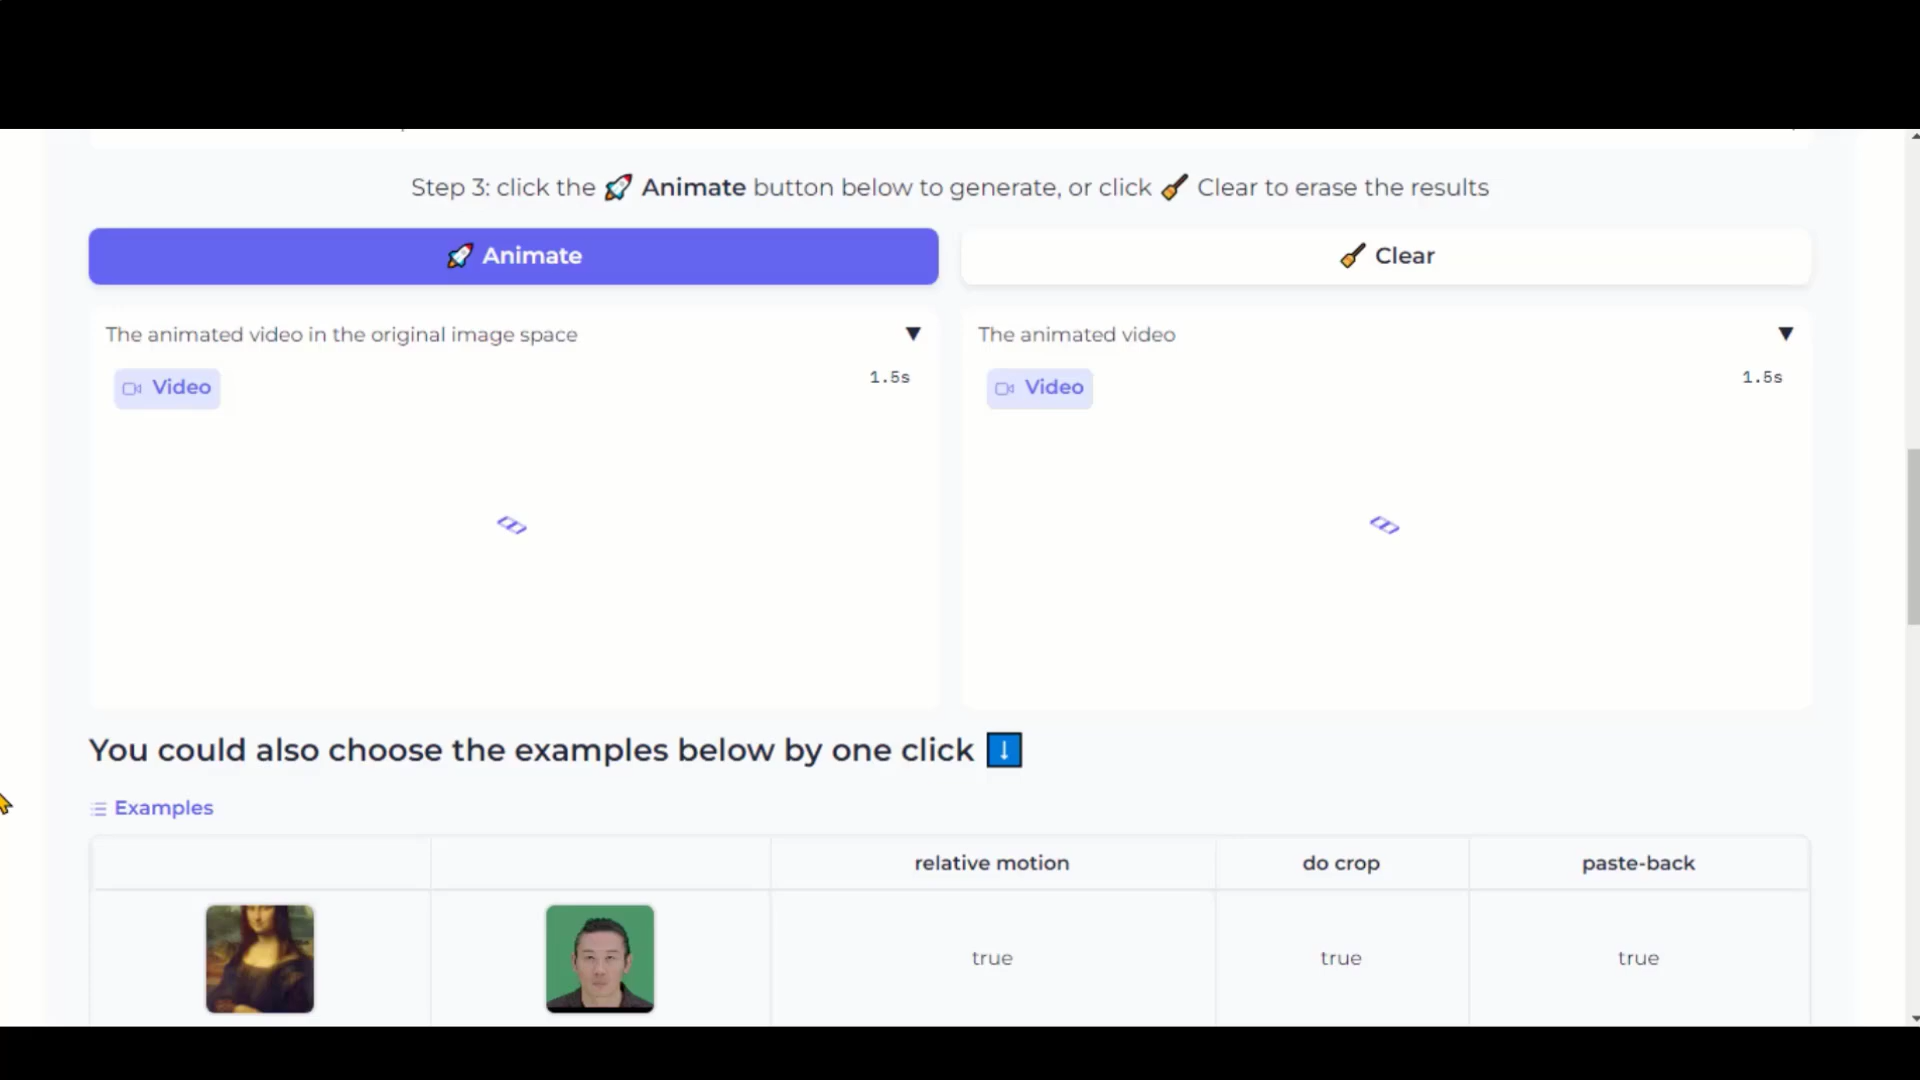 Step 3: click the 🚀 Animate button below to generate, or click 🧹 Clear to erase the results
🚀 Animate
🧹 Clear
The animated video in the original image space ▼
The animated video ▼
Video
1.5s
Video
1.5s
You could also choose the examples below by one click ⬇️
Examples
relative motion
do crop
paste-back
true
true
true